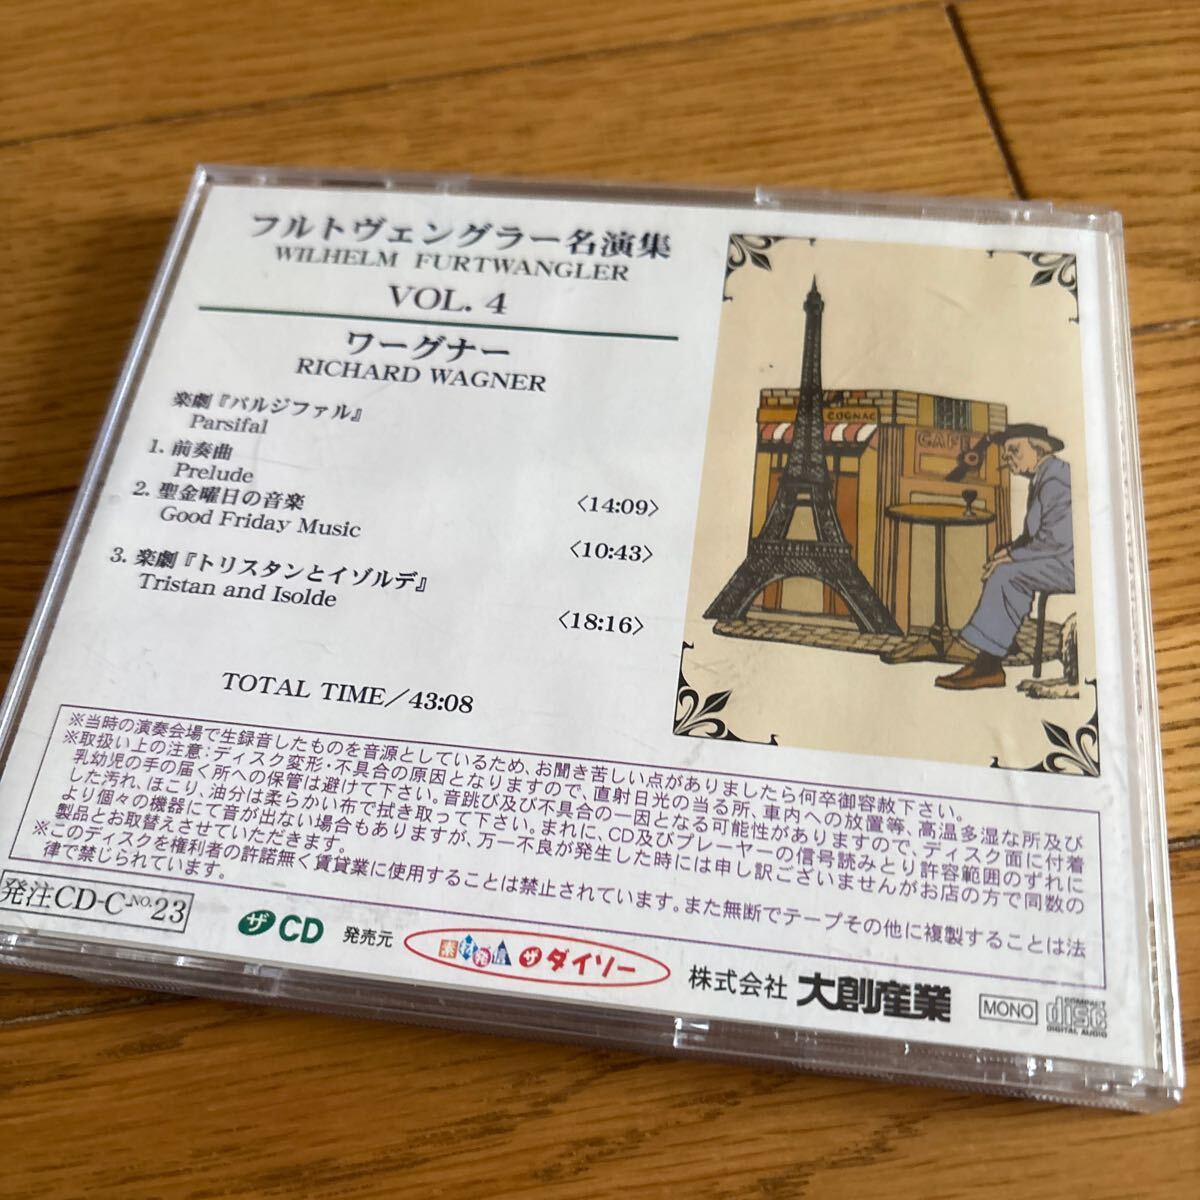 フルトヴェングラー名演集
WILHELM FURTWANGLER
VOL. 4
ワーグナー
RICHARD WAGNER
楽劇『パルジファル』
Parsifal
1. 前奏曲
Prelude
〈14:09〉
2. 聖金曜日の音楽
Good Friday Music
〈10:43〉
3. 楽劇『トリスタンとイゾルデ』
Tristan and Isolde
〈18:16〉
TOTAL TIME/43:08
COGNAC
CAFE
※当時の演奏会場で生録音したものを音源としているため、お聞き苦しい点がありましたら何卒御容赦下さい。
※取扱い上の注意:ディスク変形・不具合の原因となりますので、直射日光の当る所、車内への放置等、高温多湿な所及び
乳幼児の手の届く所への保管は避けて下さい。音跳び及び不具合の一因となる可能性がありますので、ディスク面に付着
した汚れ、ほこり、油分は柔らかい布で拭き取って下さい。まれに、CD及びプレーヤーの信号読みとり許容範囲のずれに
より個々の機器にて音が出ない場合もありますが、万一不良が発生した時には申し訳ございませんがお店の方で同数の
製品とお取替えさせていただきます。
※このディスクを権利者の許諾無く賃貸業に使用することは禁止されています。また無断でテープその他に複製することは法
律で禁じられています。
発注CD-C-NO.23
ザ CD
発売元
素材発信 ザ ダイソー
株式会社 大創産業
MONO
COMPACT
disc
DIGITAL AUDIO